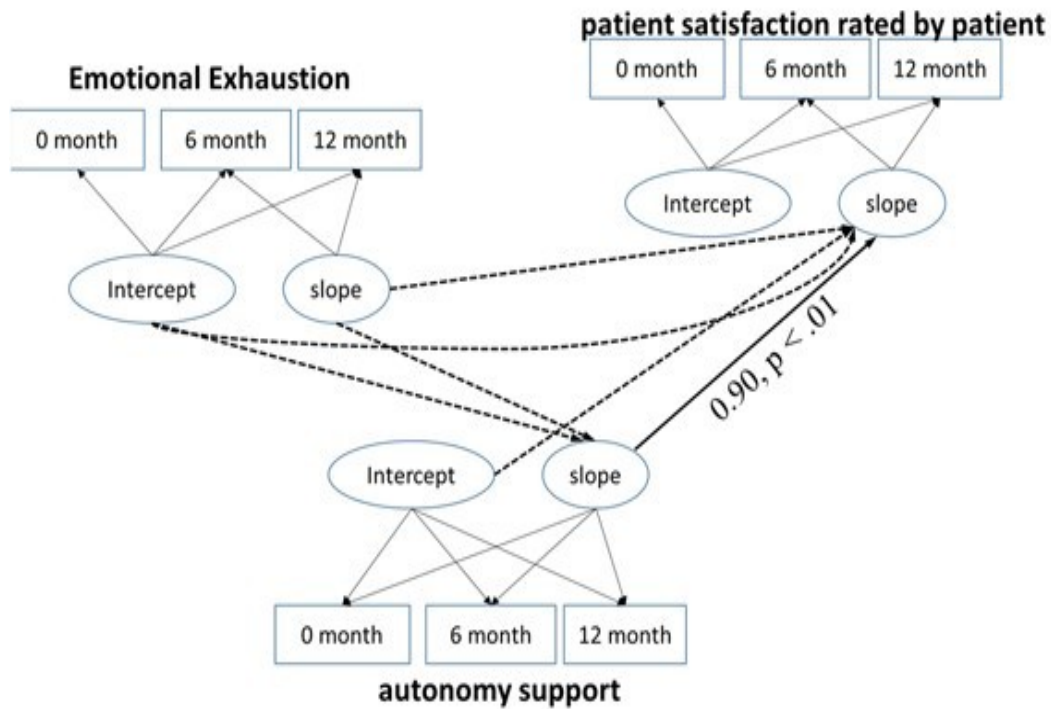 patient satisfaction rated by patient
0 month
6 month
12 month
Intercept
slope
Emotional Exhaustion
0 month
6 month
12 month
Intercept
slope
0.90, p < .01
Intercept
slope
0 month
6 month
12 month
autonomy support